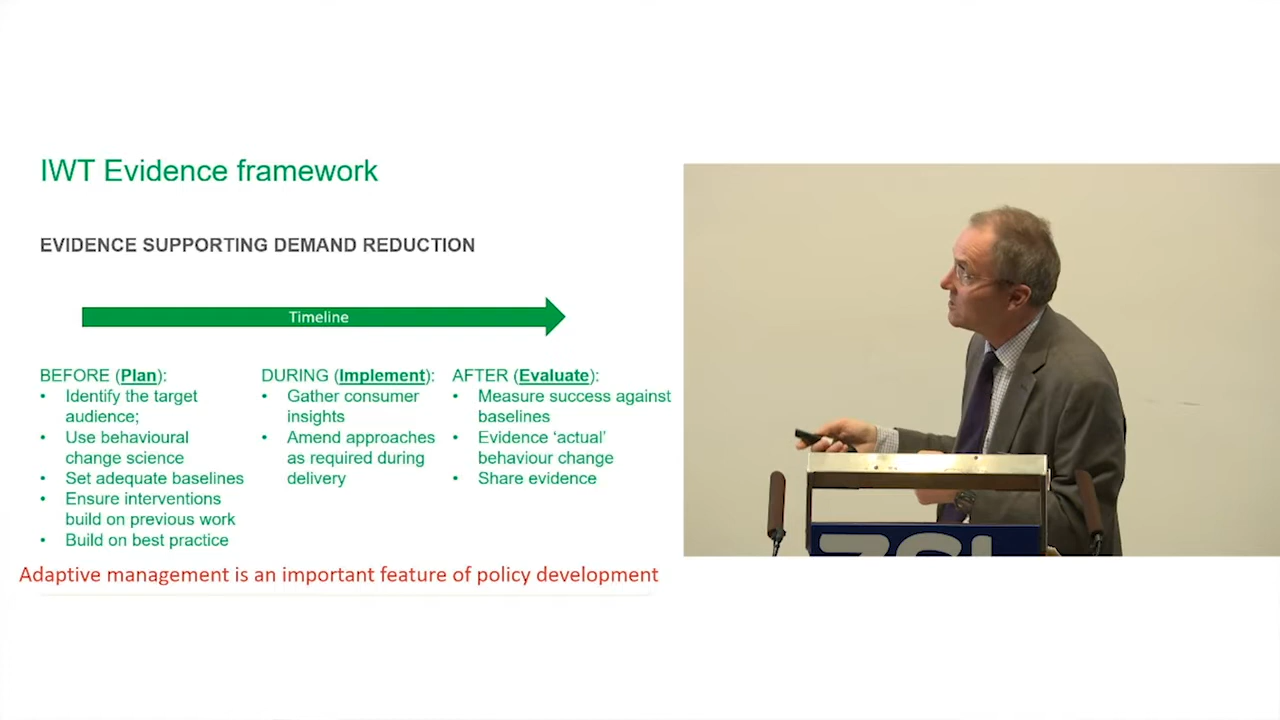 IWT Evidence framework
EVIDENCE SUPPORTING DEMAND REDUCTION
Timeline
BEFORE (Plan):
• Identify the target
audience;
• Use behavioural
change science
• Set adequate baselines
• Ensure interventions
build on previous work
• Build on best practice
DURING (Implement):
• Gather consumer
insights
• Amend approaches
as required during
delivery
AFTER (Evaluate):
• Measure success against
baselines
• Evidence ‘actual’
behaviour change
• Share evidence
Adaptive management is an important feature of policy development
ZSL